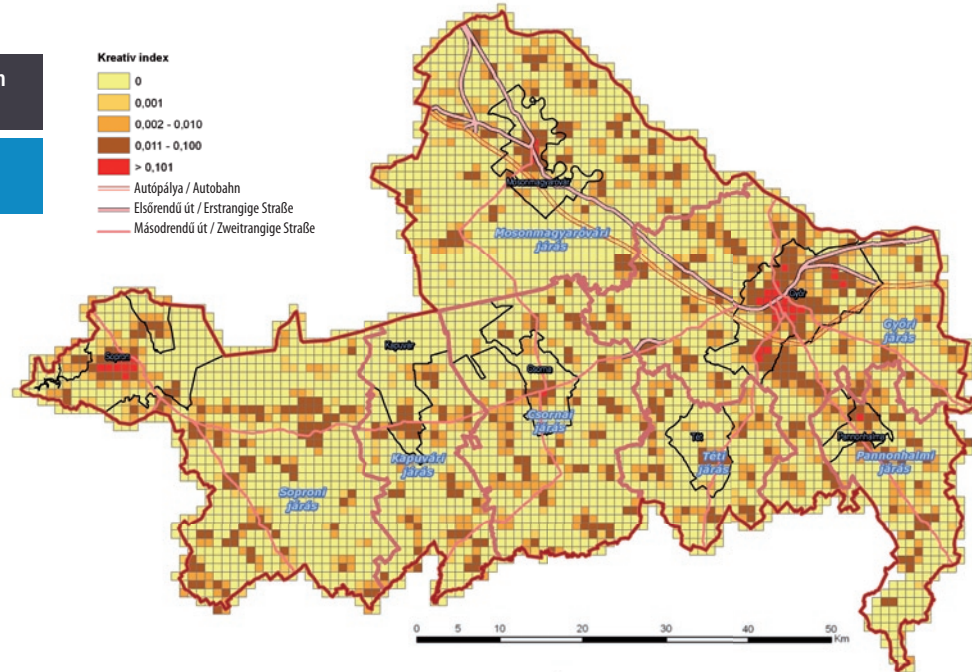 n
Kreativ index
0
0,001
0,002 - 0,010
0,011 - 0,100
> 0,101
Autópálya / Autobahn
Elsőrendű út / Erstrangige Straße
Másodrendű út / Zweitrangige Straße
Mosonmagyaróvár
Mosonmagyaróvári
járás
Győr
Győri
járás
Sopron
Kapuvár
Csorna
Csornai
járás
Tét
Pannonhalma
Kapuvári
járás
Téti
járás
Pannonhalmi
járás
Soproni
járás
0 5 10 20 30 40 50
Km